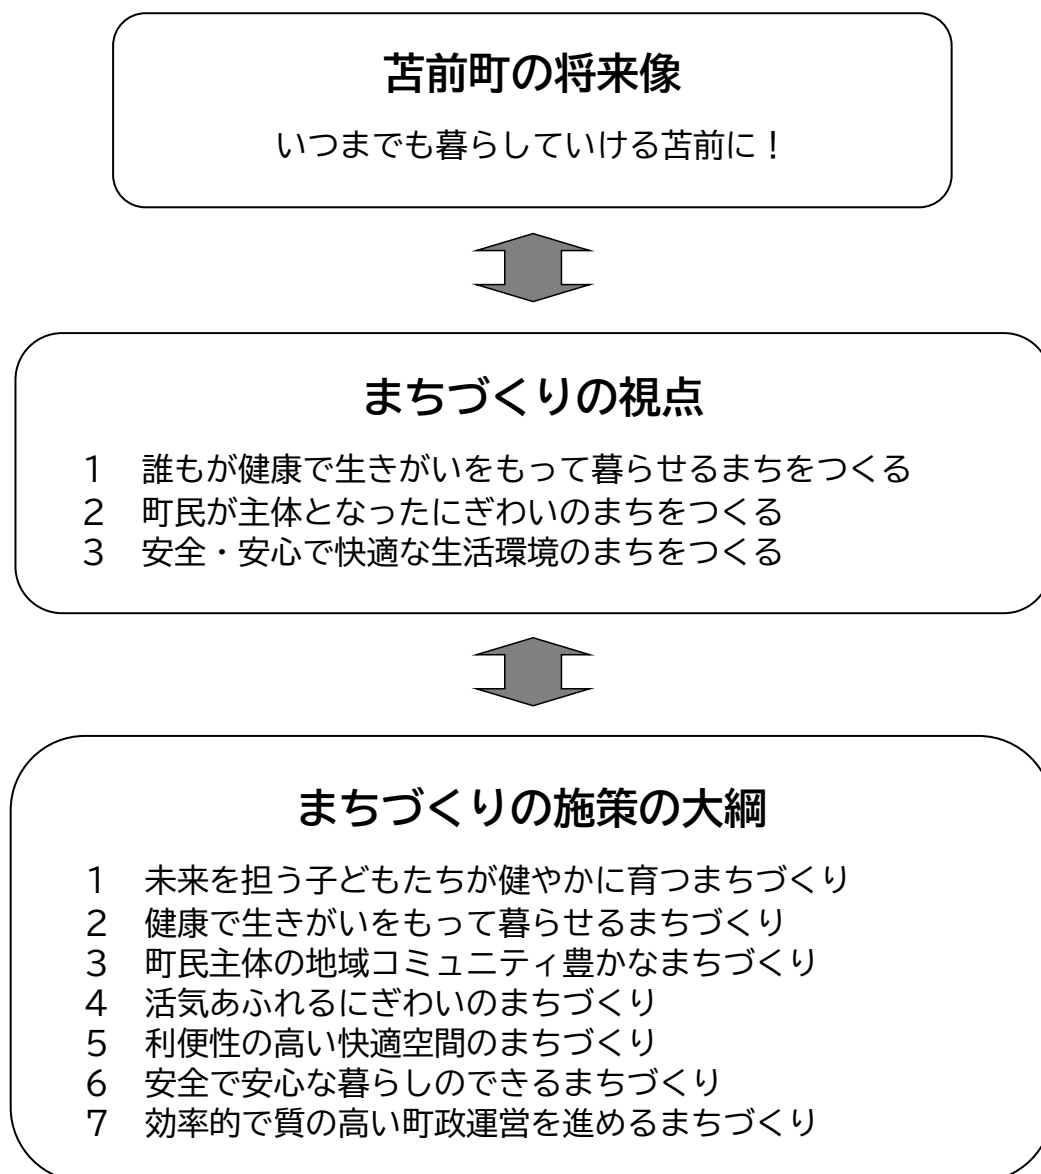 苫前町の将来像
いつまでも暮らしていける苫前に！
まちづくりの視点
１　誰もが健康で生きがいをもって暮らせるまちをつくる
２　町民が主体となったにぎわいのまちをつくる
３　安全・安心で快適な生活環境のまちをつくる
まちづくりの施策の大綱
１　未来を担う子どもたちが健やかに育つまちづくり
２　健康で生きがいをもって暮らせるまちづくり
３　町民主体の地域コミュニティ豊かなまちづくり
４　活気あふれるにぎわいのまちづくり
５　利便性の高い快適空間のまちづくり
６　安全で安心な暮らしのできるまちづくり
７　効率的で質の高い町政運営を進めるまちづくり